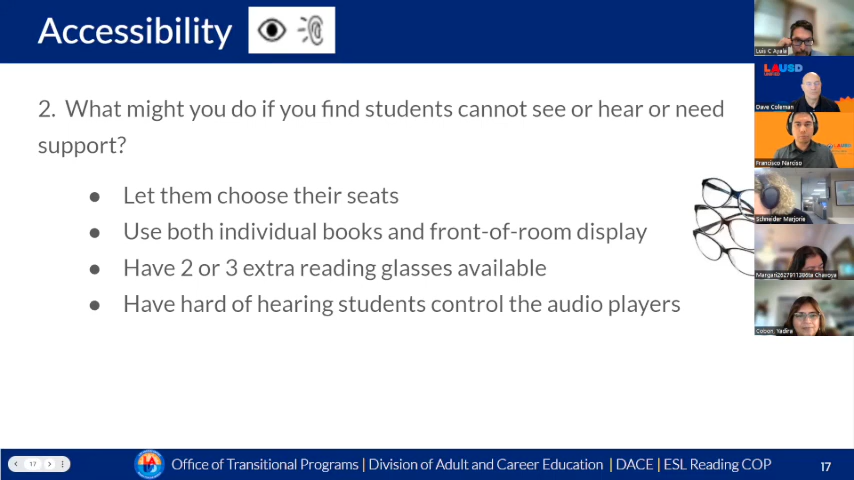 Accessibility
2. What might you do if you find students cannot see or hear or need
support?
● Let them choose their seats
● Use both individual books and front-of-room display
● Have 2 or 3 extra reading glasses available
● Have hard of hearing students control the audio players
Luis C Ayala
LAUSD
UNIFIED
Dave Coleman
Francisco Narciso
Schneider Marjorie
Chavoya
Yadira
17
Office of Transitional Programs | Division of Adult and Career Education | DACE | ESL Reading COP
17